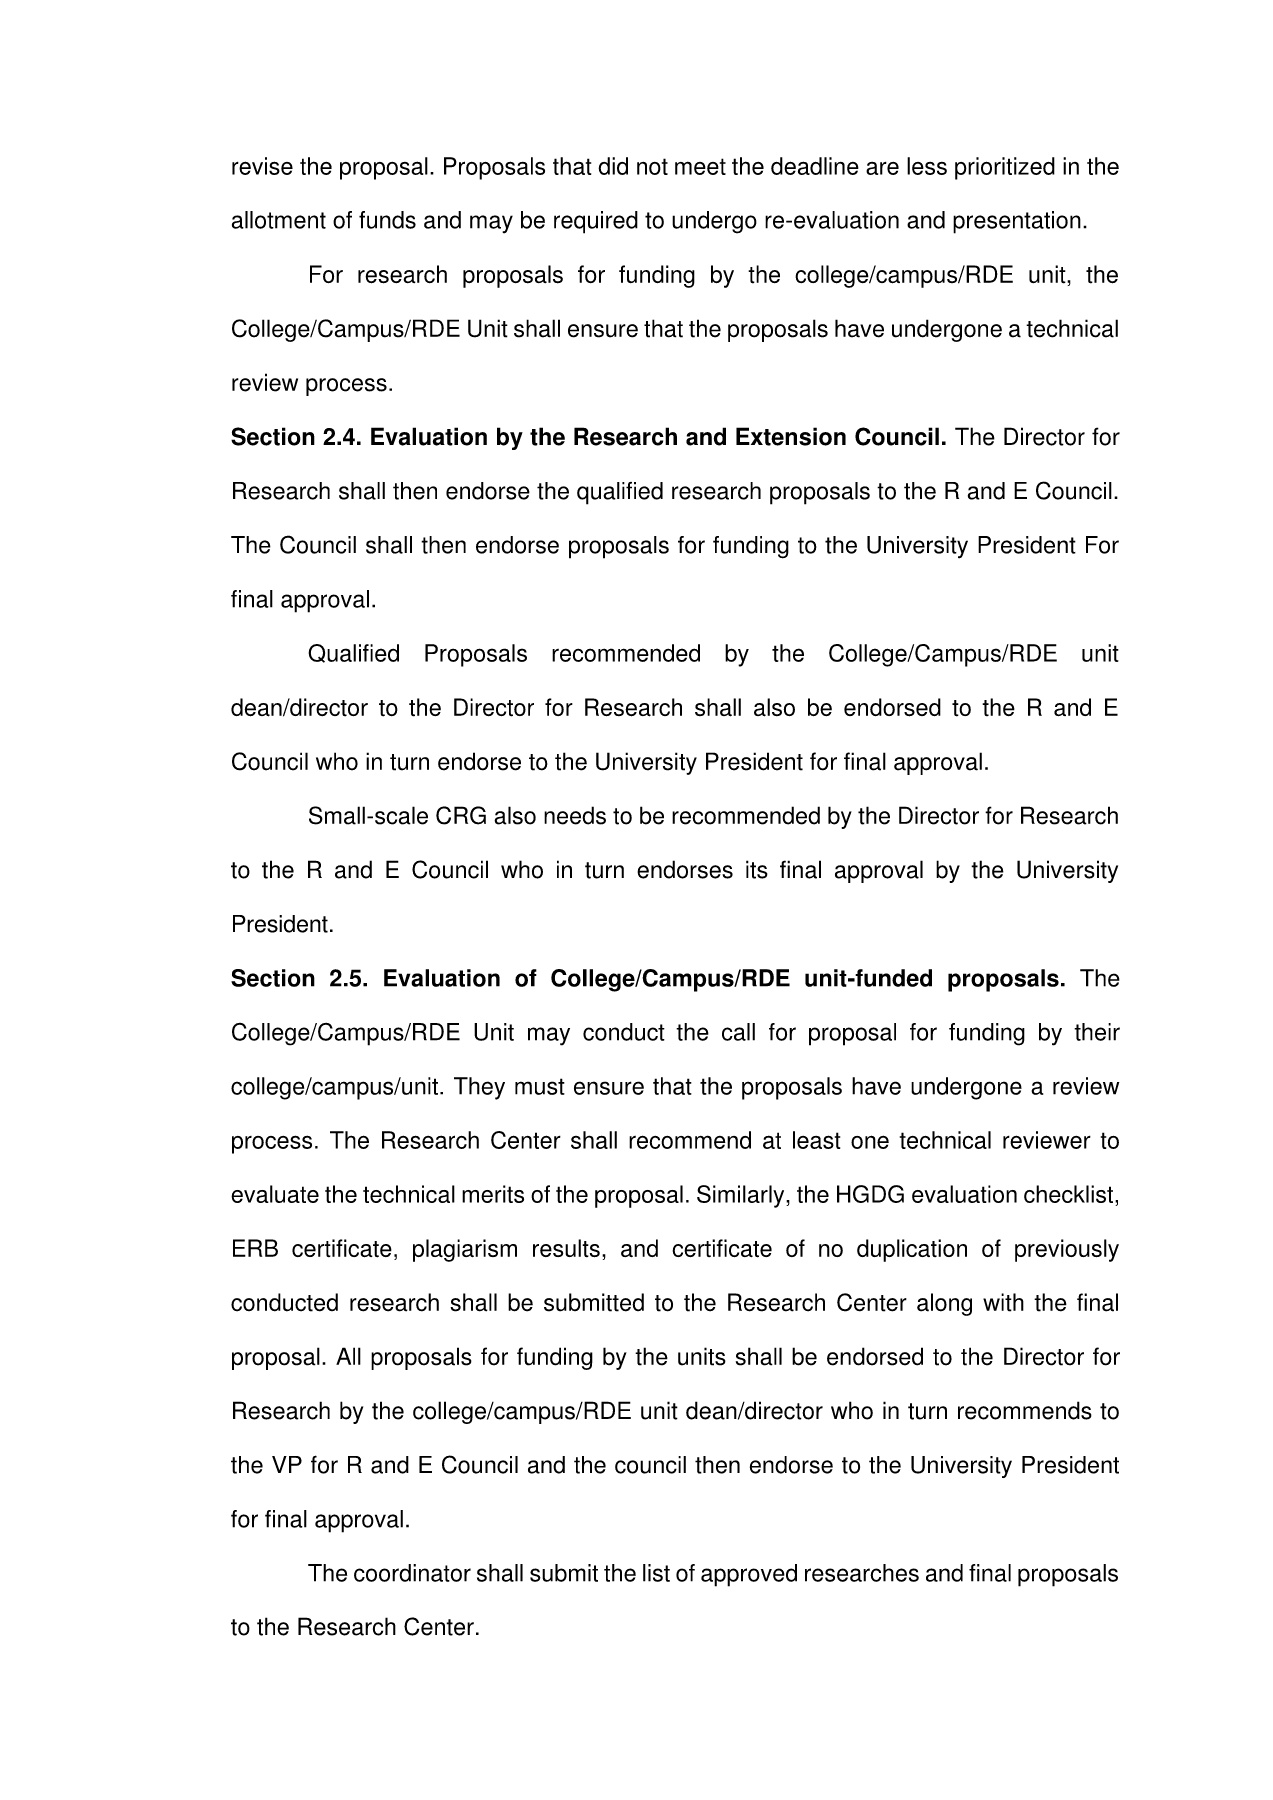 revise the proposal. Proposals that did not meet the deadline are less prioritized in the
allotment of funds and may be required to undergo re-evaluation and presentation.
For research proposals for funding by the college/campus/RDE unit, the
College/Campus/RDE Unit shall ensure that the proposals have undergone a technical
review process.
Section 2.4. Evaluation by the Research and Extension Council. The Director for
Research shall then endorse the qualified research proposals to the R and E Council.
The Council shall then endorse proposals for funding to the University President For
final approval.
Qualified Proposals recommended by the College/Campus/RDE unit
dean/director to the Director for Research shall also be endorsed to the R and E
Council who in turn endorse to the University President for final approval.
Small-scale CRG also needs to be recommended by the Director for Research
to the R and E Council who in turn endorses its final approval by the University
President.
Section 2.5. Evaluation of College/Campus/RDE unit-funded proposals. The
College/Campus/RDE Unit may conduct the call for proposal for funding by their
college/campus/unit. They must ensure that the proposals have undergone a review
process. The Research Center shall recommend at least one technical reviewer to
evaluate the technical merits of the proposal. Similarly, the HGDG evaluation checklist,
ERB certificate, plagiarism results, and certificate of no duplication of previously
conducted research shall be submitted to the Research Center along with the final
proposal. All proposals for funding by the units shall be endorsed to the Director for
Research by the college/campus/RDE unit dean/director who in turn recommends to
the VP for R and E Council and the council then endorse to the University President
for final approval.
The coordinator shall submit the list of approved researches and final proposals
to the Research Center.